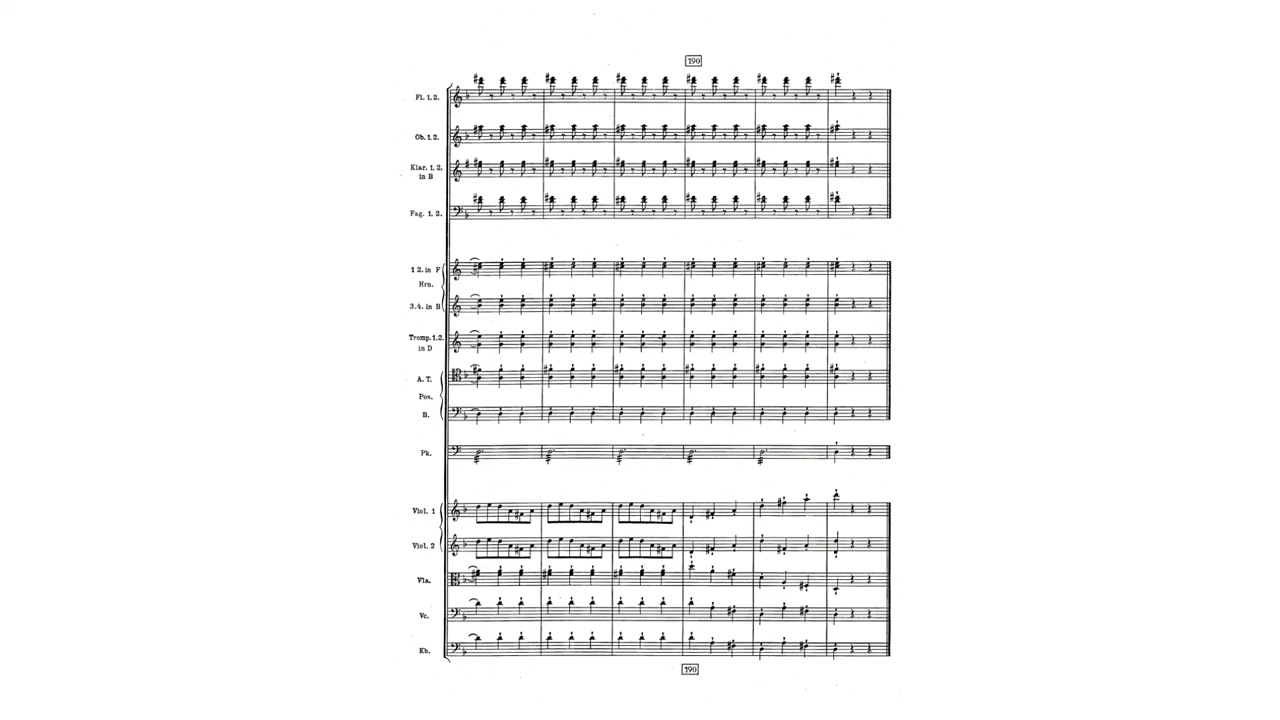 190
Fl. 1. 2.
Ob. 1. 2.
Klar. 1. 2.
in B
Fag. 1. 2.
1 2. in F
Hrn.
3. 4. in B
Tromp. 1. 2.
in D
A. T.
Pos.
B.
Pk.
Viol. 1
Viol. 2
Vla.
Vc.
Kb.
190